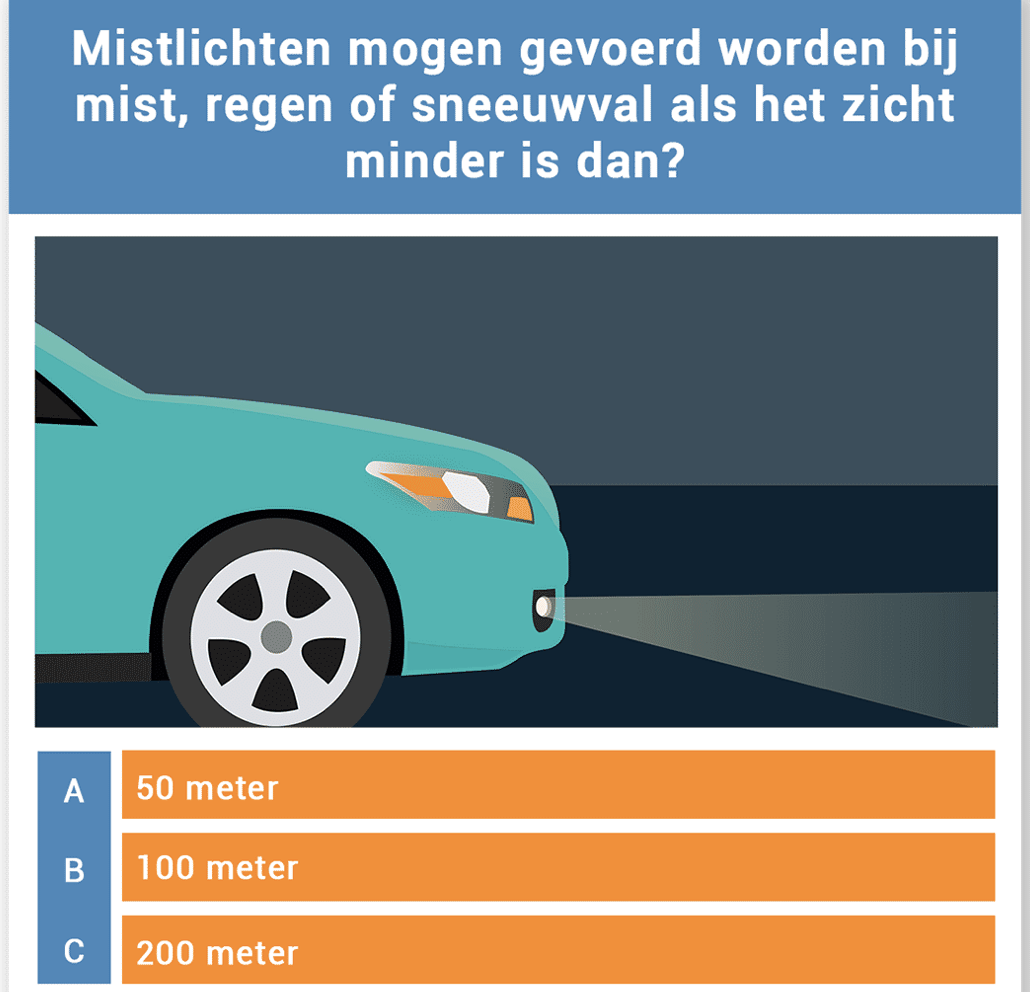 Mistlichten mogen gevoerd worden bij
mist, regen of sneeuwval als het zicht
minder is dan?
A 50 meter
B 100 meter
C 200 meter